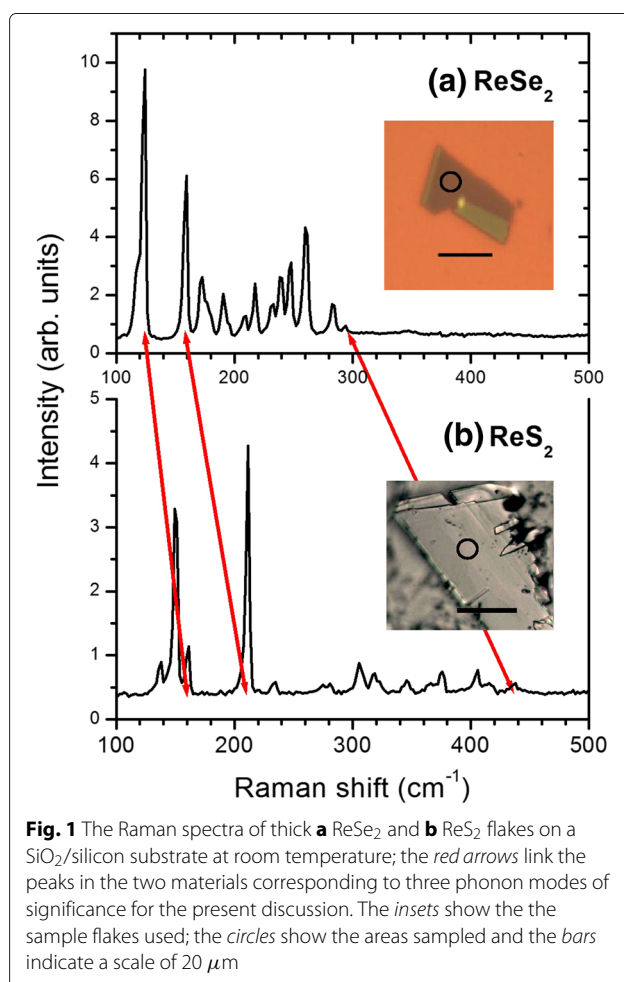 10
8
6
4
2
0
(a) ReSe₂
100 200 300 400 500
Intensity (arb. units)
5
4
3
2
1
0
(b) ReS₂
100 200 300 400 500
Raman shift (cm⁻¹)
Fig. 1 The Raman spectra of thick a ReSe₂ and b ReS₂ flakes on a
SiO₂/silicon substrate at room temperature; the red arrows link the
peaks in the two materials corresponding to three phonon modes of
significance for the present discussion. The insets show the the
sample flakes used; the circles show the areas sampled and the bars
indicate a scale of 20 μm